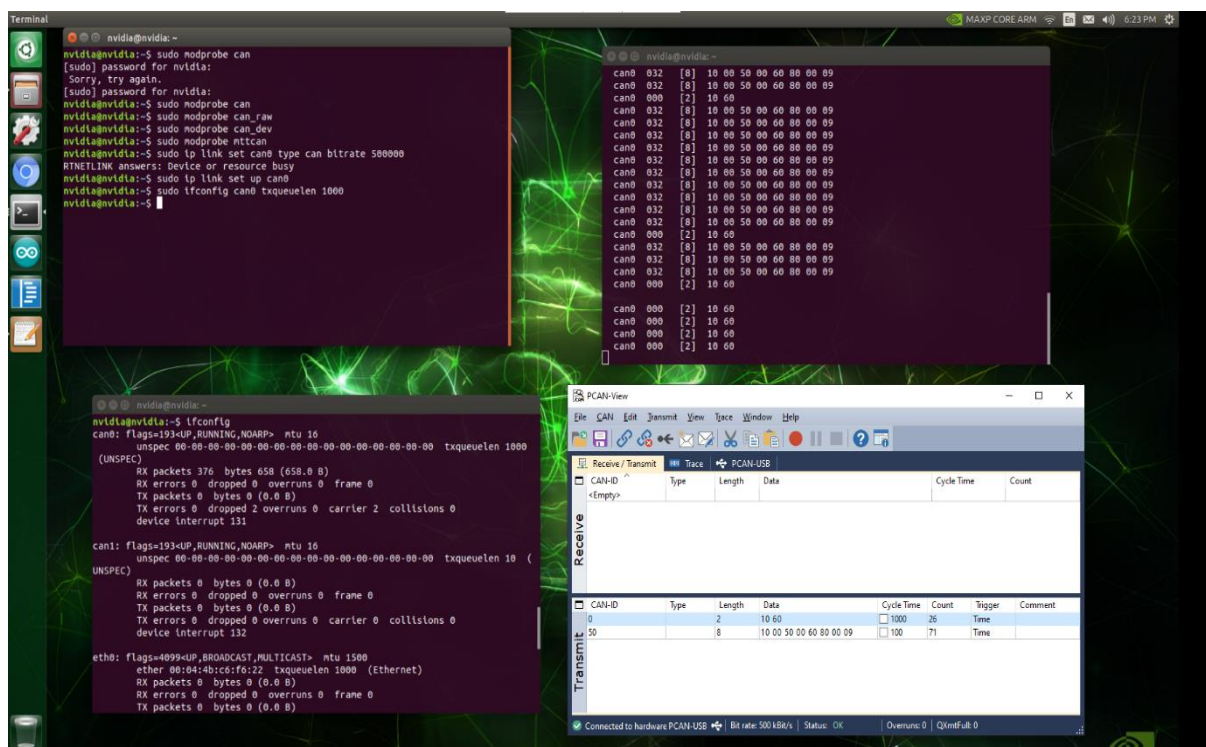 Terminal
MAXP CORE ARM
En
6:23 PM
nvidia@nvidia: ~
nvidia@nvidia:~$ sudo modprobe can
[sudo] password for nvidia:
Sorry, try again.
[sudo] password for nvidia:
nvidia@nvidia:~$ sudo modprobe can
nvidia@nvidia:~$ sudo modprobe can_raw
nvidia@nvidia:~$ sudo modprobe can_dev
nvidia@nvidia:~$ sudo modprobe mttcan
nvidia@nvidia:~$ sudo ip link set can0 type can bitrate 500000
RTNETLINK answers: Device or resource busy
nvidia@nvidia:~$ sudo ip link set up can0
nvidia@nvidia:~$ sudo ifconfig can0 txqueuelen 1000
nvidia@nvidia:~$
nvidia@nvidia: ~
can0 032 [8] 10 00 50 00 60 80 00 09
can0 032 [8] 10 00 50 00 60 80 00 09
can0 000 [2] 10 60
can0 032 [8] 10 00 50 00 60 80 00 09
can0 032 [8] 10 00 50 00 60 80 00 09
can0 032 [8] 10 00 50 00 60 80 00 09
can0 032 [8] 10 00 50 00 60 80 00 09
can0 032 [8] 10 00 50 00 60 80 00 09
can0 032 [8] 10 00 50 00 60 80 00 09
can0 032 [8] 10 00 50 00 60 80 00 09
can0 032 [8] 10 00 50 00 60 80 00 09
can0 032 [8] 10 00 50 00 60 80 00 09
can0 032 [8] 10 00 50 00 60 80 00 09
can0 000 [2] 10 60
can0 032 [8] 10 00 50 00 60 80 00 09
can0 032 [8] 10 00 50 00 60 80 00 09
can0 032 [8] 10 00 50 00 60 80 00 09
can0 000 [2] 10 60
can0 000 [2] 10 60
can0 000 [2] 10 60
can0 000 [2] 10 60
can0 000 [2] 10 60
nvidia@nvidia: ~
nvidia@nvidia:~$ ifconfig
can0: flags=193<UP,RUNNING,NOARP> mtu 16
unspec 00-00-00-00-00-00-00-00-00-00-00-00-00-00-00-00 txqueuelen 1000
(UNSPEC)
RX packets 376 bytes 658 (658.0 B)
RX errors 0 dropped 0 overruns 0 frame 0
TX packets 0 bytes 0 (0.0 B)
TX errors 0 dropped 2 overruns 0 carrier 2 collisions 0
device interrupt 131
can1: flags=193<UP,RUNNING,NOARP> mtu 16
unspec 00-00-00-00-00-00-00-00-00-00-00-00-00-00-00-00 txqueuelen 10 (
UNSPEC)
RX packets 0 bytes 0 (0.0 B)
RX errors 0 dropped 0 overruns 0 frame 0
TX packets 0 bytes 0 (0.0 B)
TX errors 0 dropped 0 overruns 0 carrier 0 collisions 0
device interrupt 132
eth0: flags=4099<UP,BROADCAST,MULTICAST> mtu 1500
ether 00:04:4b:c6:f6:22 txqueuelen 1000 (Ethernet)
RX packets 0 bytes 0 (0.0 B)
RX errors 0 dropped 0 overruns 0 frame 0
TX packets 0 bytes 0 (0.0 B)
PCAN-View
File CAN Edit Transmit View Trace Window Help
Receive / Transmit Trace PCAN-USB
CAN-ID Type Length Data Cycle Time Count
<Empty>
Receive
CAN-ID Type Length Data Cycle Time Count Trigger Comment
0 2 10 60 1000 26 Time
50 8 10 00 50 00 60 80 00 09 100 71 Time
Transmit
Connected to hardware PCAN-USB Bit rate: 500 kBit/s Status: OK Overruns: 0 QXmtFull: 0